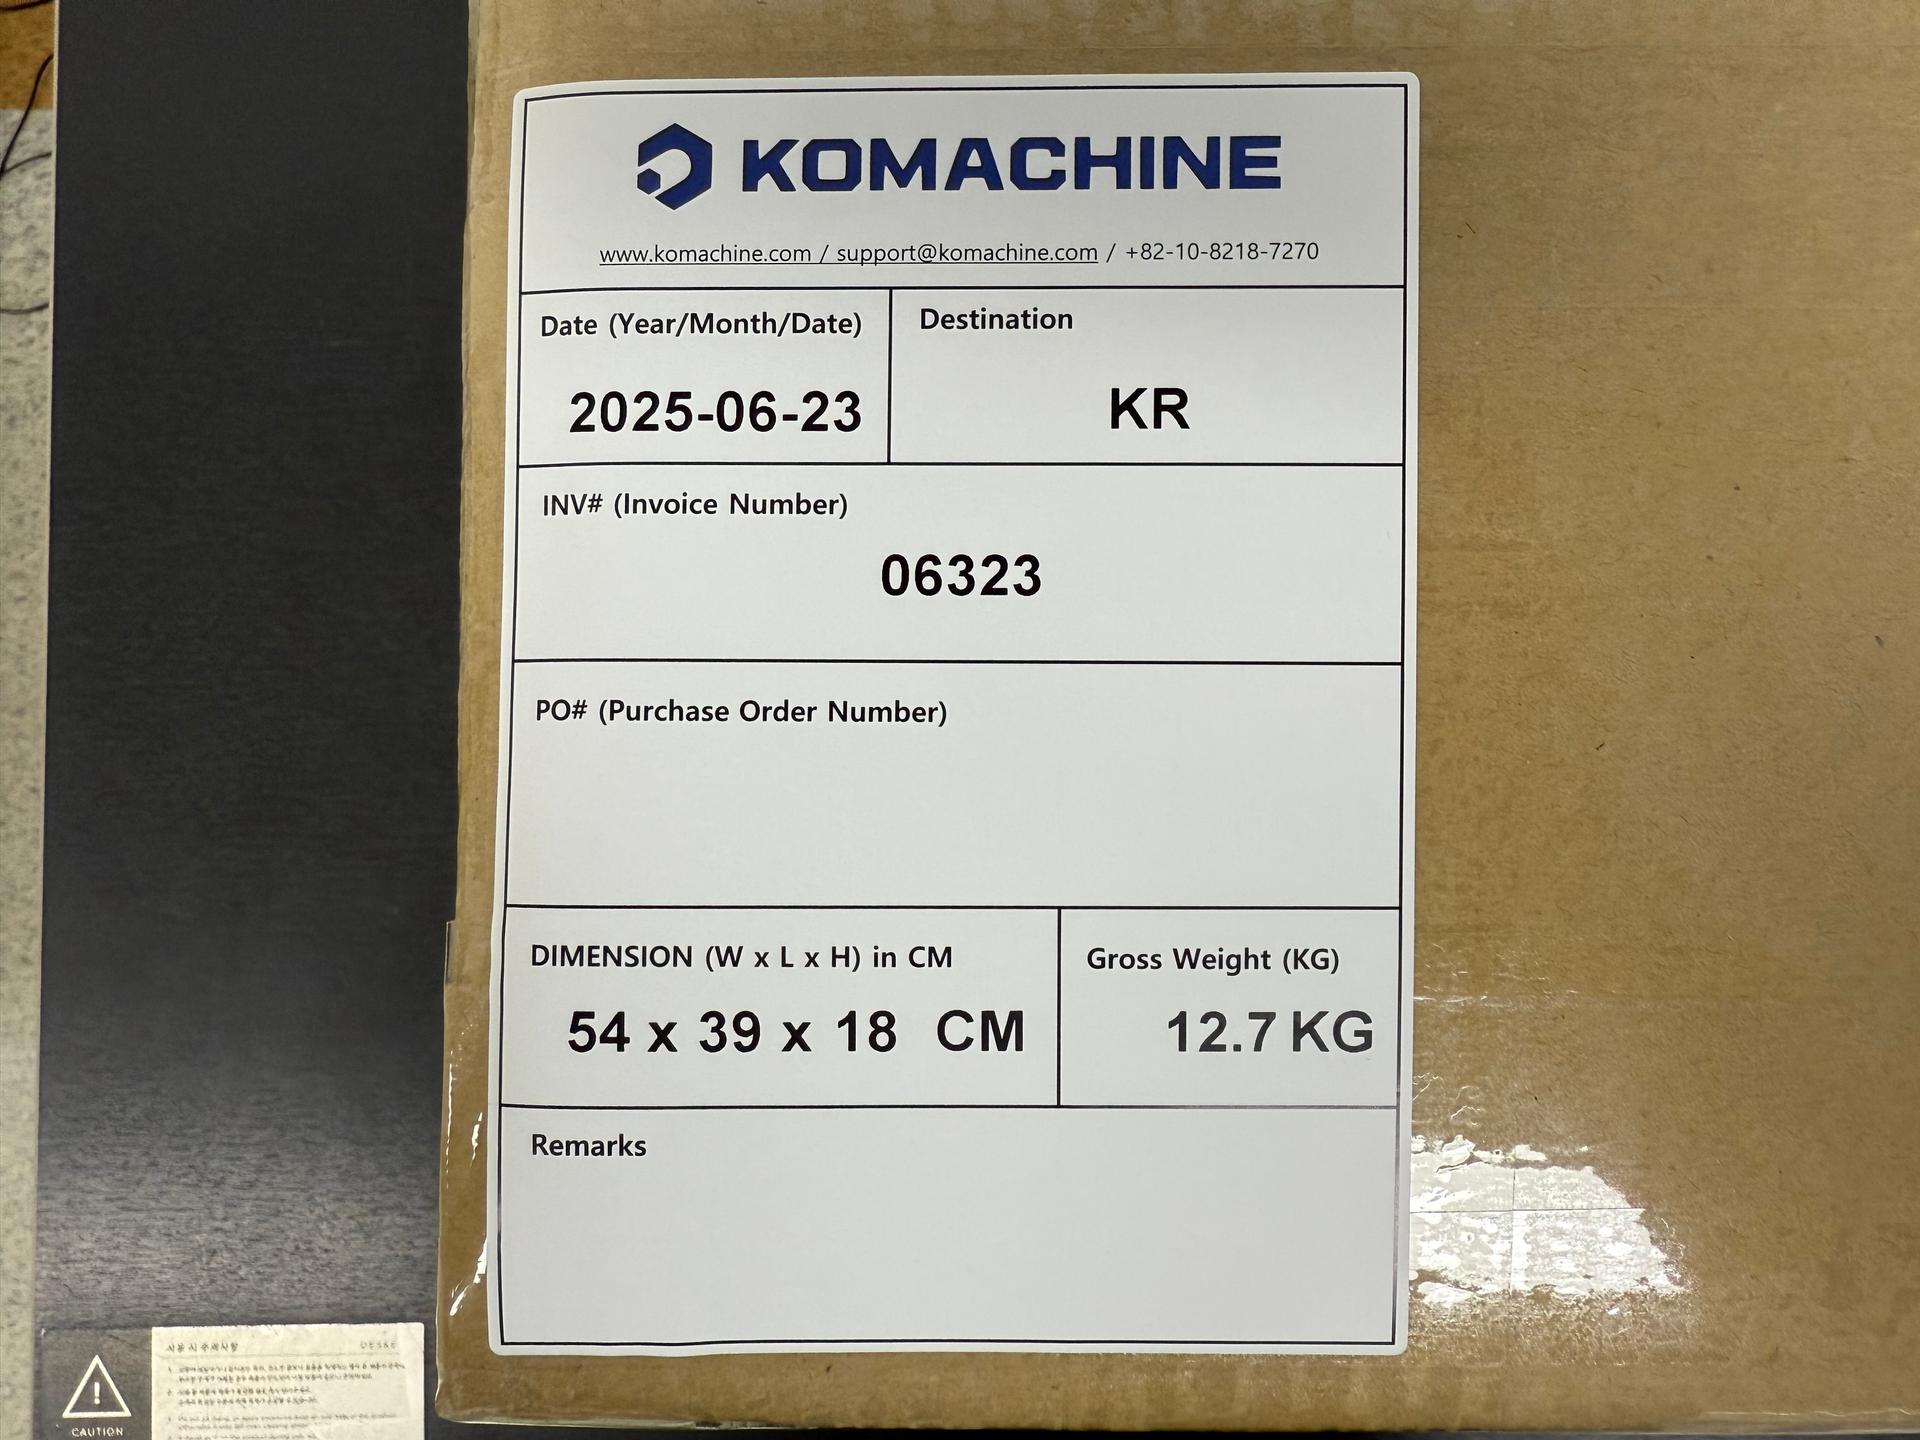 KOMACHINE
www.komachine.com / support@komachine.com / +82-10-8218-7270
Date (Year/Month/Date)
2025-06-23
Destination
KR
INV# (Invoice Number)
06323
PO# (Purchase Order Number)
DIMENSION (W x L x H) in CM
54 x 39 x 18 CM
Gross Weight (KG)
12.7 KG
Remarks
CAUTION
사용 시 주의사항